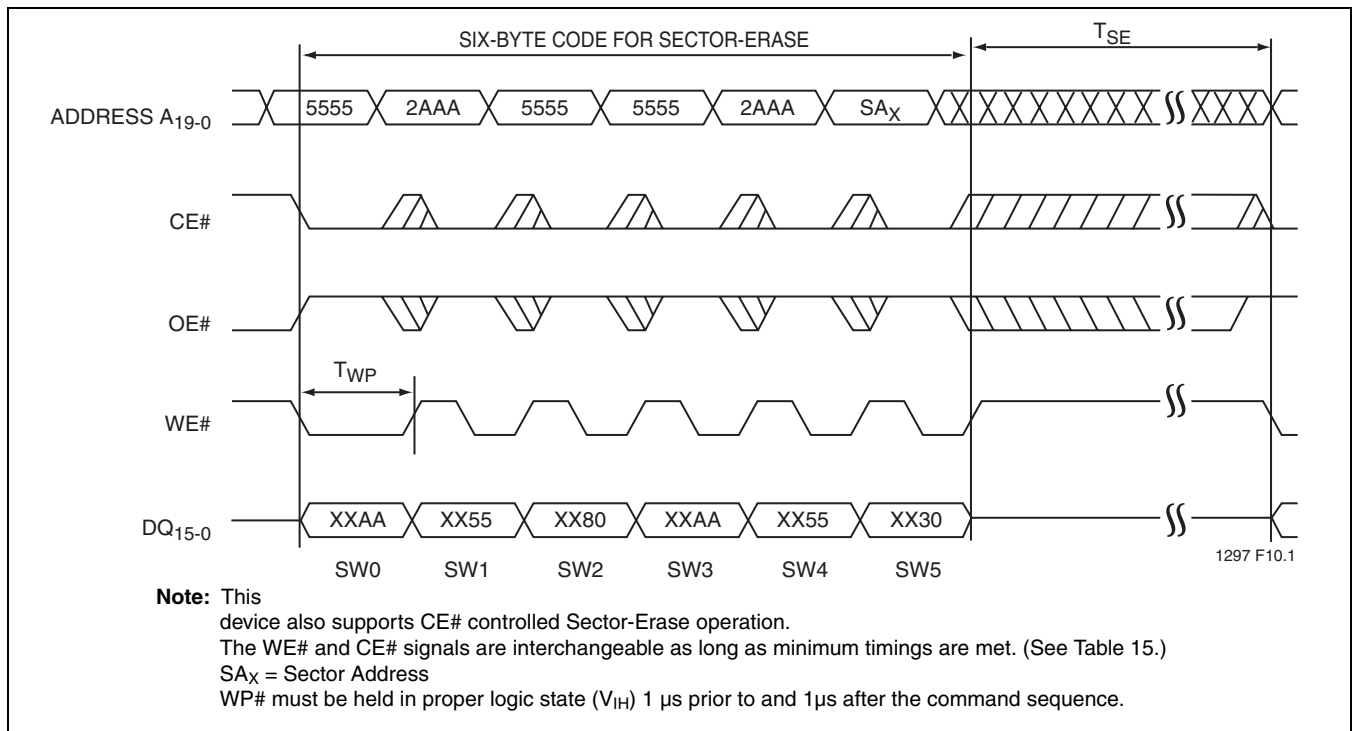 SIX-BYTE CODE FOR SECTOR-ERASE
TSE
ADDRESS A19-0
5555 2AAA 5555 5555 2AAA SAX
CE#
OE#
TWP
WE#
DQ15-0
XXAA XX55 XX80 XXAA XX55 XX30
SW0 SW1 SW2 SW3 SW4 SW5
1297 F10.1
Note: This
device also supports CE# controlled Sector-Erase operation.
The WE# and CE# signals are interchangeable as long as minimum timings are met. (See Table 15.)
SAX = Sector Address
WP# must be held in proper logic state (VIH) 1 µs prior to and 1µs after the command sequence.